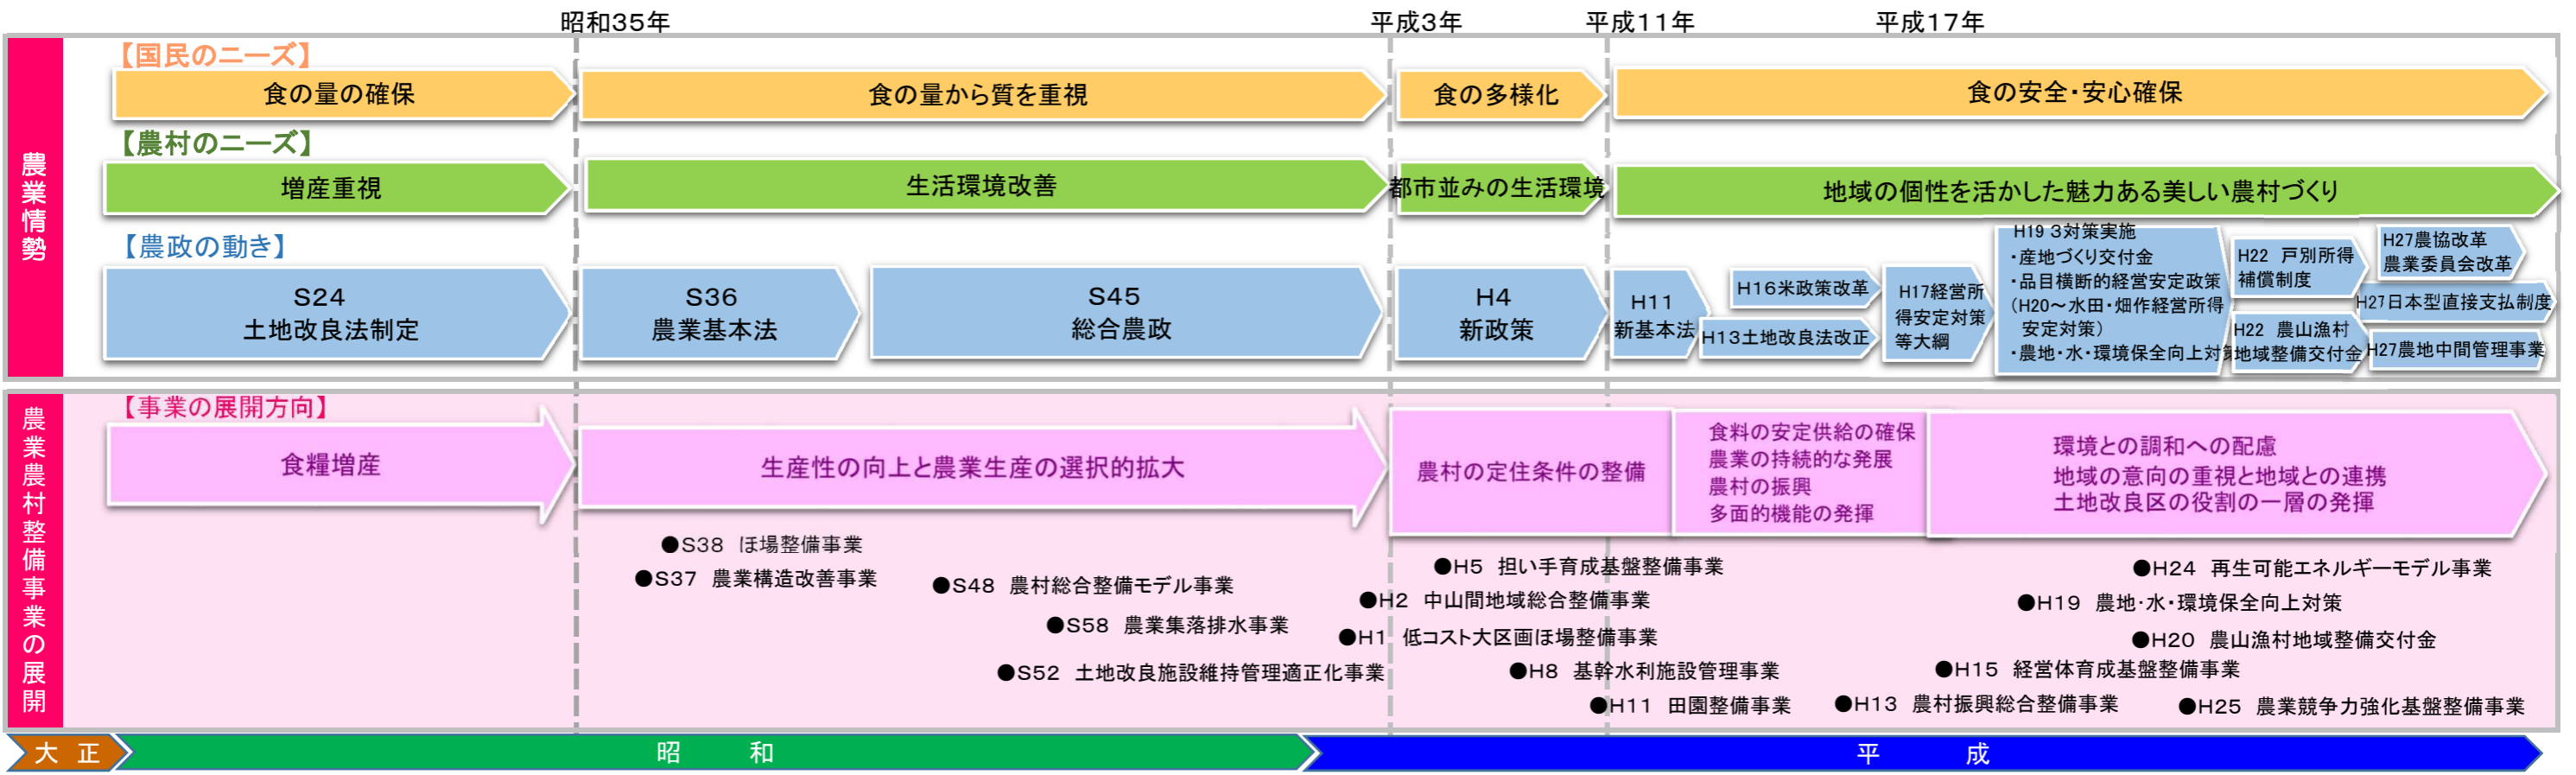 昭和35年
平成3年
平成11年
平成17年
農業情勢
【国民のニーズ】
食の量の確保
食の量から質を重視
食の多様化
食の安全・安心確保
【農村のニーズ】
増産重視
生活環境改善
都市並みの生活環境
地域の個性を活かした魅力ある美しい農村づくり
【農政の動き】
S24
土地改良法制定
S36
農業基本法
S45
総合農政
H4
新政策
H11
新基本法
H16米政策改革
H13土地改良法改正
H17経営所
得安定対策
等大綱
H19 3対策実施
・産地づくり交付金
・品目横断的経営安定政策
(H20～水田・畑作経営所得
安定対策)
・農地・水・環境保全向上対策
H22 戸別所得
補償制度
H22 農山漁村
地域整備交付金
H27農協改革
農業委員会改革
H27日本型直接支払制度
H27農地中間管理事業
農業農村整備事業の展開
【事業の展開方向】
食糧増産
生産性の向上と農業生産の選択的拡大
農村の定住条件の整備
食料の安定供給の確保
農業の持続的な発展
農村の振興
多面的機能の発揮
環境との調和への配慮
地域の意向の重視と地域との連携
土地改良区の役割の一層の発揮
●S38 ほ場整備事業
●S37 農業構造改善事業
●S48 農村総合整備モデル事業
●S58 農業集落排水事業
●S52 土地改良施設維持管理適正化事業
●H5 担い手育成基盤整備事業
●H2 中山間地域総合整備事業
●H1 低コスト大区画ほ場整備事業
●H8 基幹水利施設管理事業
●H11 田園整備事業
●H24 再生可能エネルギーモデル事業
●H19 農地・水・環境保全向上対策
●H20 農山漁村地域整備交付金
●H15 経営体育成基盤整備事業
●H13 農村振興総合整備事業
●H25 農業競争力強化基盤整備事業
大 正
昭 和
平 成